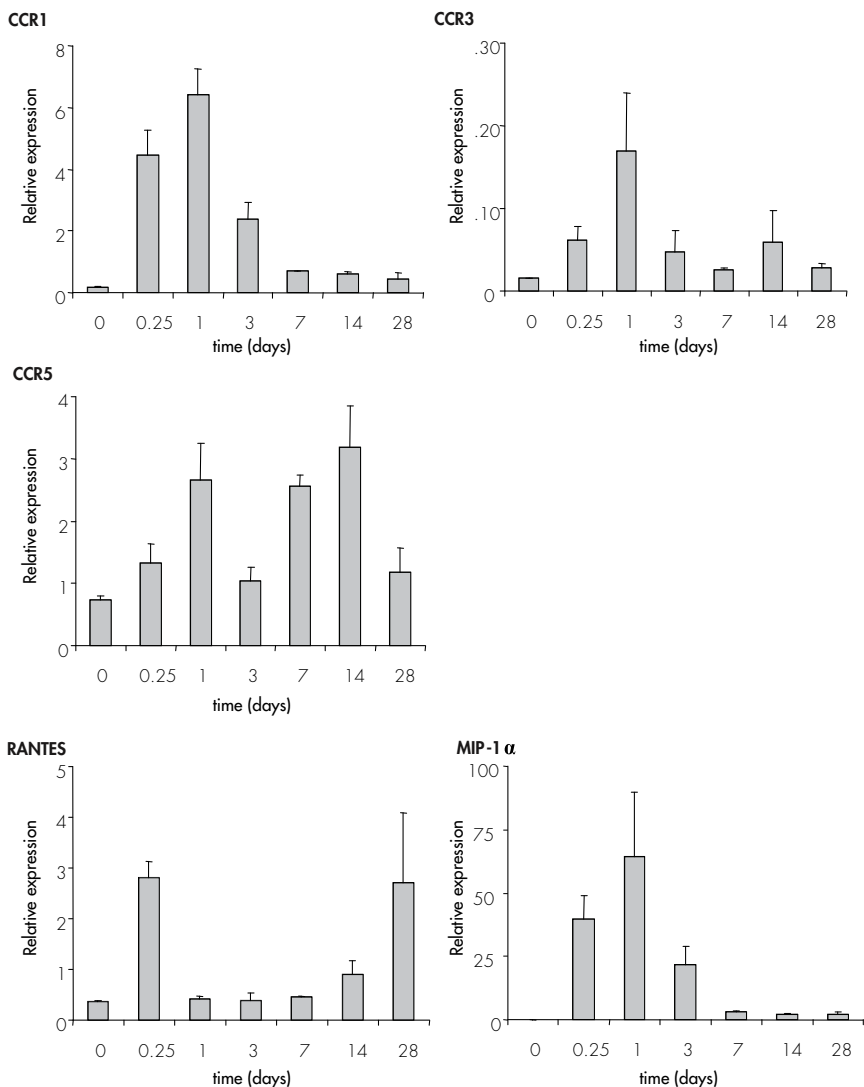 CCR1
8
6
4
2
0
Relative expression
0 0.25 1 3 7 14 28
time (days)
CCR3
.30
.20
.10
0
Relative expression
0 0.25 1 3 7 14 28
time (days)
CCR5
4
3
2
1
0
Relative expression
0 0.25 1 3 7 14 28
time (days)
RANTES
5
4
3
2
1
0
Relative expression
0 0.25 1 3 7 14 28
time (days)
MIP-1 α
100
75
50
25
0
Relative expression
0 0.25 1 3 7 14 28
time (days)